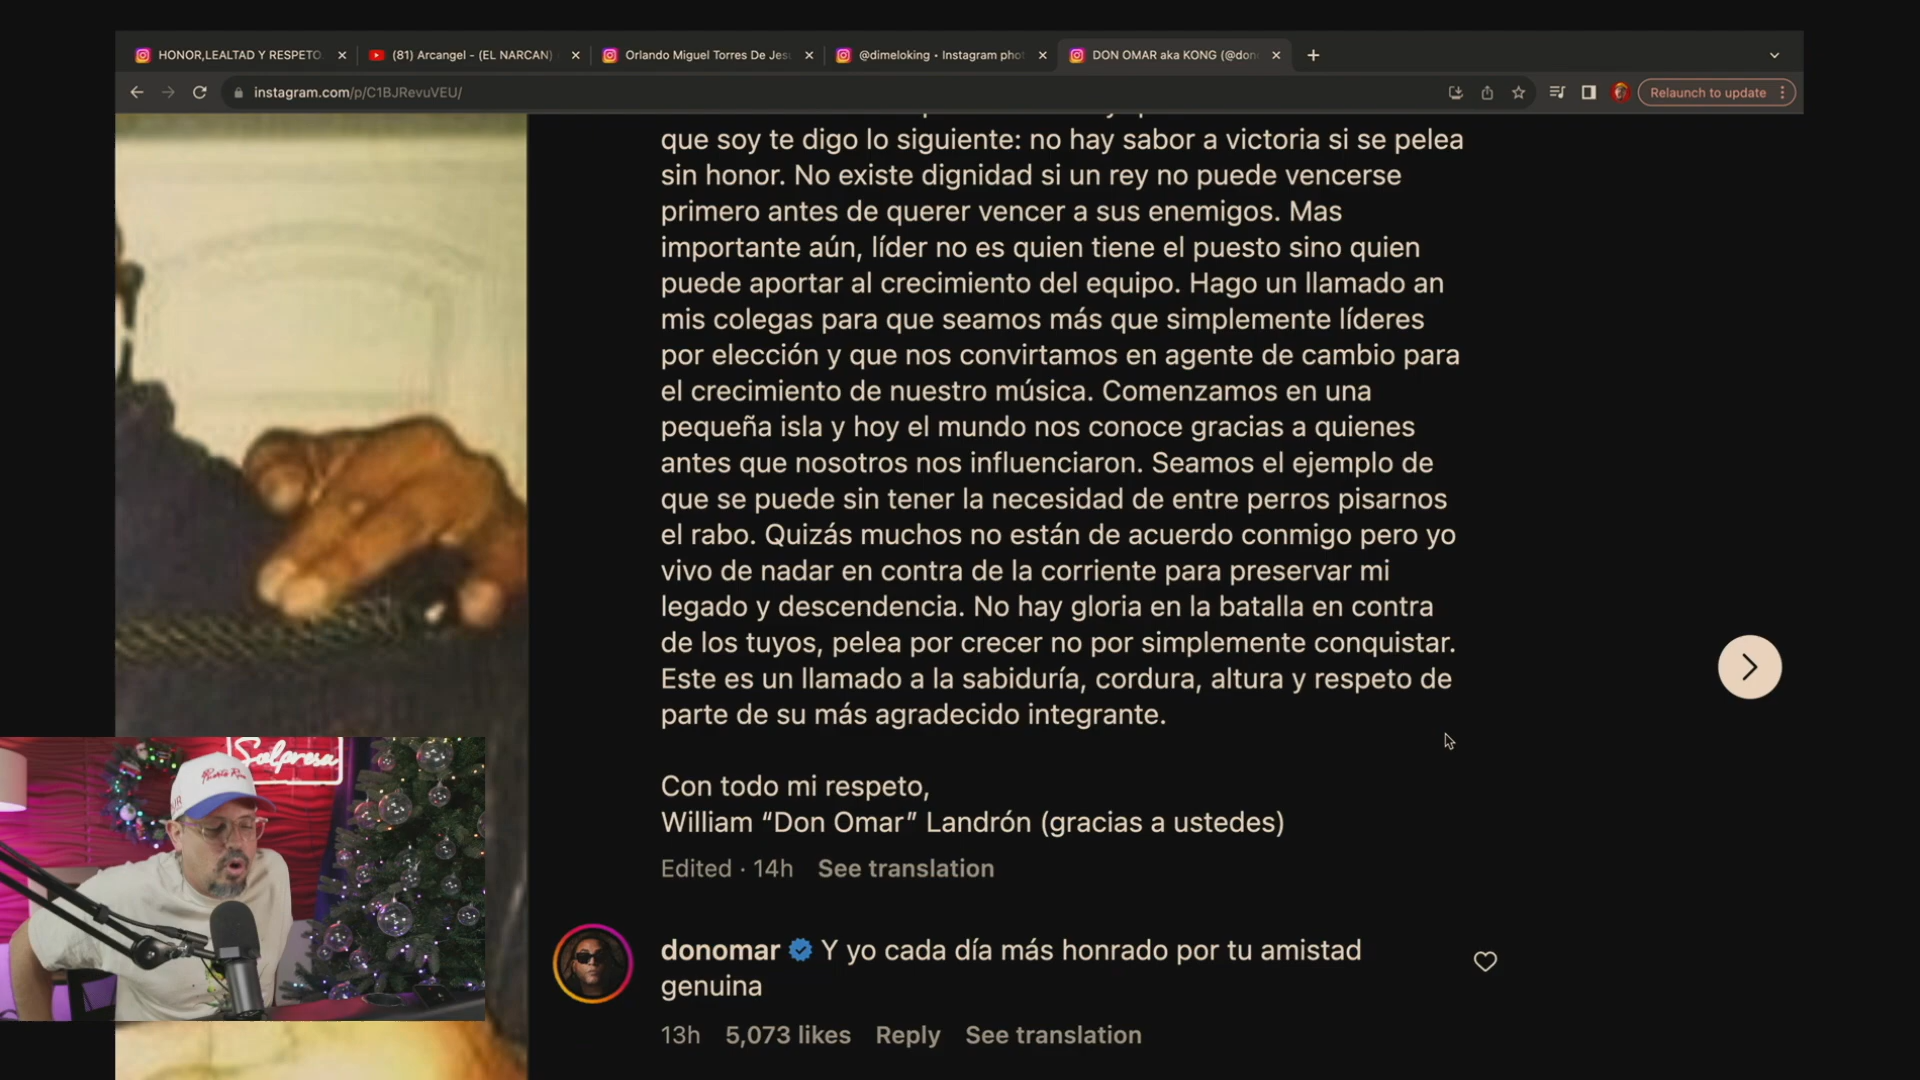 HONOR,LEALTAD Y RESPETO
(81) Arcangel - (EL NARCAN)
Orlando Miguel Torres De Jesu
@dimeloking • Instagram phot
DON OMAR aka KONG (@don
instagram.com/p/C1BJRevuVEU/
Relaunch to update
que soy te digo lo siguiente: no hay sabor a victoria si se pelea
sin honor. No existe dignidad si un rey no puede vencerse
primero antes de querer vencer a sus enemigos. Mas
importante aún, líder no es quien tiene el puesto sino quien
puede aportar al crecimiento del equipo. Hago un llamado an
mis colegas para que seamos más que simplemente líderes
por elección y que nos convirtamos en agente de cambio para
el crecimiento de nuestro música. Comenzamos en una
pequeña isla y hoy el mundo nos conoce gracias a quienes
antes que nosotros nos influenciaron. Seamos el ejemplo de
que se puede sin tener la necesidad de entre perros pisarnos
el rabo. Quizás muchos no están de acuerdo conmigo pero yo
vivo de nadar en contra de la corriente para preservar mi
legado y descendencia. No hay gloria en la batalla en contra
de los tuyos, pelea por crecer no por simplemente conquistar.
Este es un llamado a la sabiduría, cordura, altura y respeto de
parte de su más agradecido integrante.
Con todo mi respeto,
William “Don Omar” Landrón (gracias a ustedes)
Edited · 14h See translation
donomar Y yo cada día más honrado por tu amistad
genuina
13h 5,073 likes Reply See translation
Salpresa
Puerto Rico